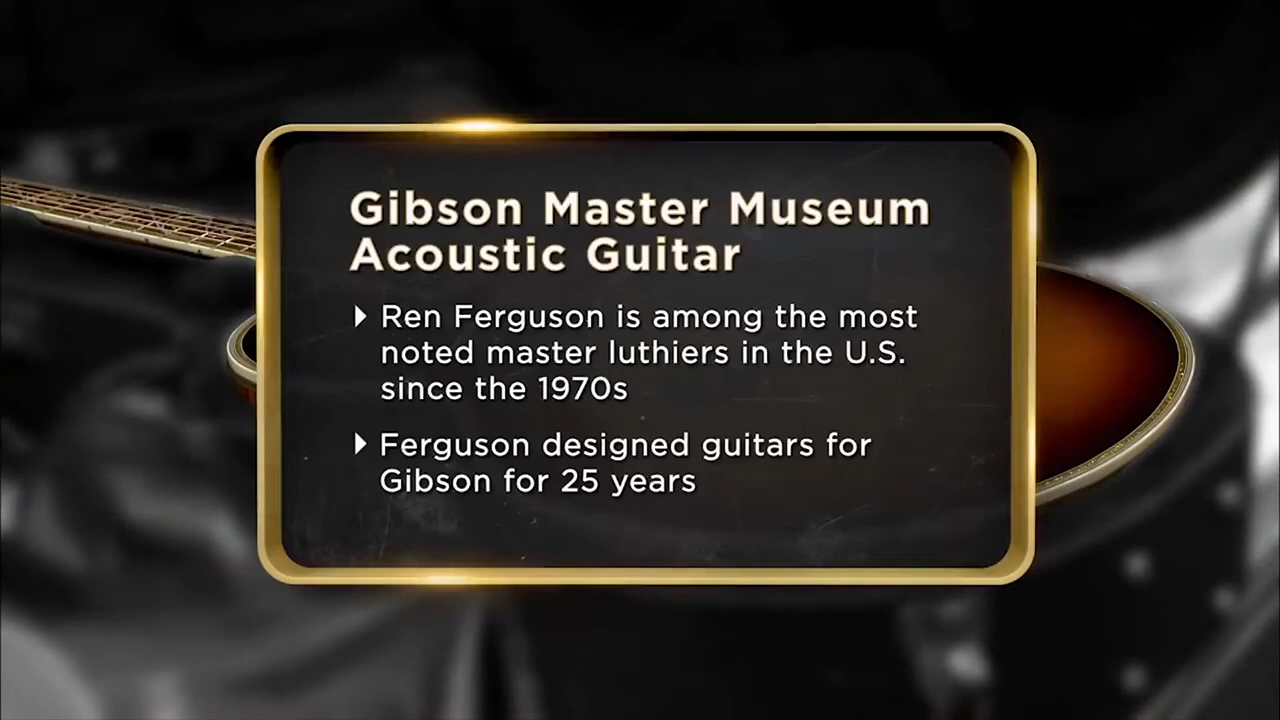 Gibson Master Museum
Acoustic Guitar
Ren Ferguson is among the most
noted master luthiers in the U.S.
since the 1970s
Ferguson designed guitars for
Gibson for 25 years